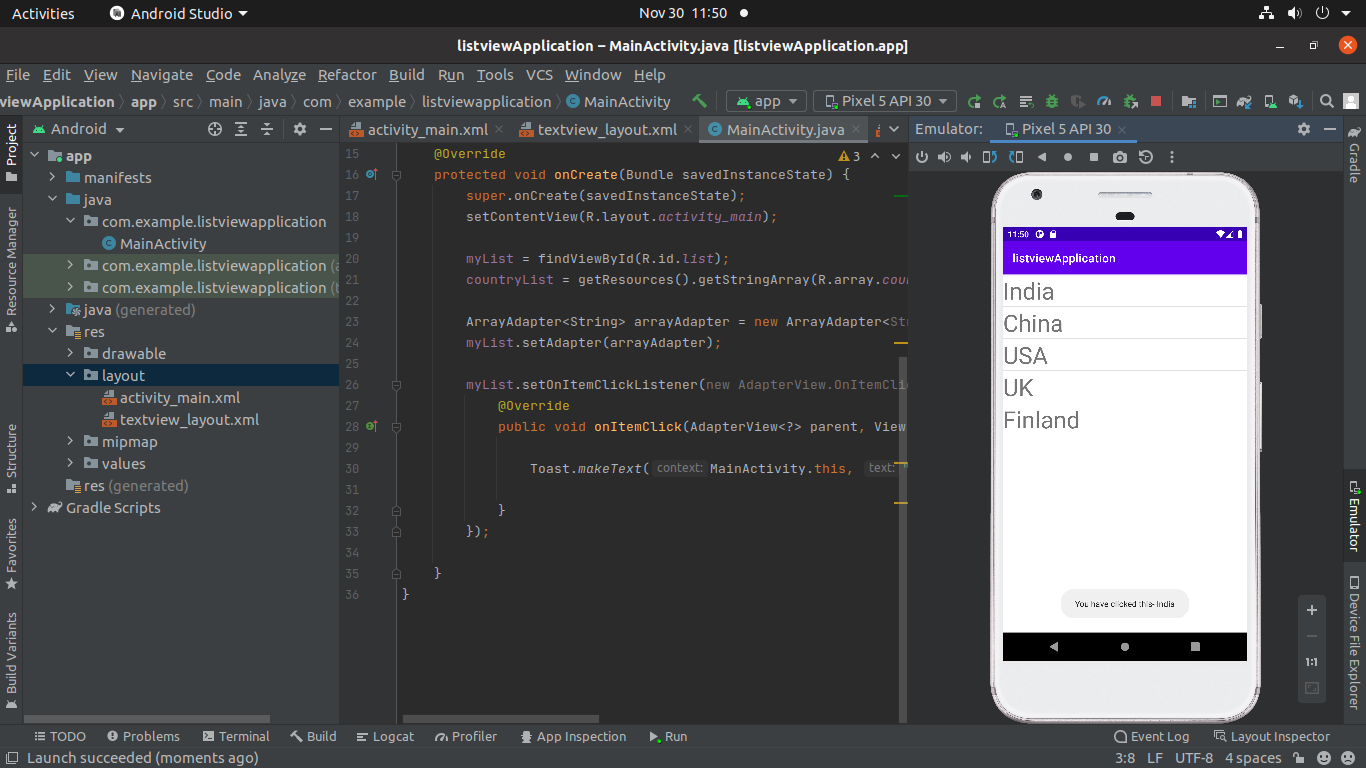 Activities
Android Studio
Nov 30 11:50
listviewApplication – MainActivity.java [listviewApplication.app]
File Edit View Navigate Code Analyze Refactor Build Run Tools VCS Window Help
viewApplication app src main java com example listviewapplication MainActivity app Pixel 5 API 30
Project
Resource Manager
Structure
Favorites
Build Variants
Android
app
manifests
java
com.example.listviewapplication
MainActivity
com.example.listviewapplication (
com.example.listviewapplication (
java (generated)
res
drawable
layout
activity_main.xml
textview_layout.xml
mipmap
values
res (generated)
Gradle Scripts
activity_main.xml textview_layout.xml MainActivity.java
3
15 @Override
16 protected void onCreate(Bundle savedInstanceState) {
17 super.onCreate(savedInstanceState);
18 setContentView(R.layout.activity_main);
19
20 myList = findViewById(R.id.list);
21 countryList = getResources().getStringArray(R.array.cou
22
23 ArrayAdapter<String> arrayAdapter = new ArrayAdapter<St
24 myList.setAdapter(arrayAdapter);
25
26 myList.setOnItemClickListener(new AdapterView.OnItemClic
27 @Override
28 public void onItemClick(AdapterView<?> parent, View
29
30 Toast.makeText( context: MainActivity.this, text:
31
32 }
33 });
34
35 }
36 }
Emulator: Pixel 5 API 30
11:50
listviewApplication
India
China
USA
UK
Finland
You have clicked this- India
1:1
Gradle
Emulator
Device File Explorer
TODO Problems Terminal Build Logcat Profiler App Inspection Run Event Log Layout Inspector
Launch succeeded (moments ago) 3:8 LF UTF-8 4 spaces